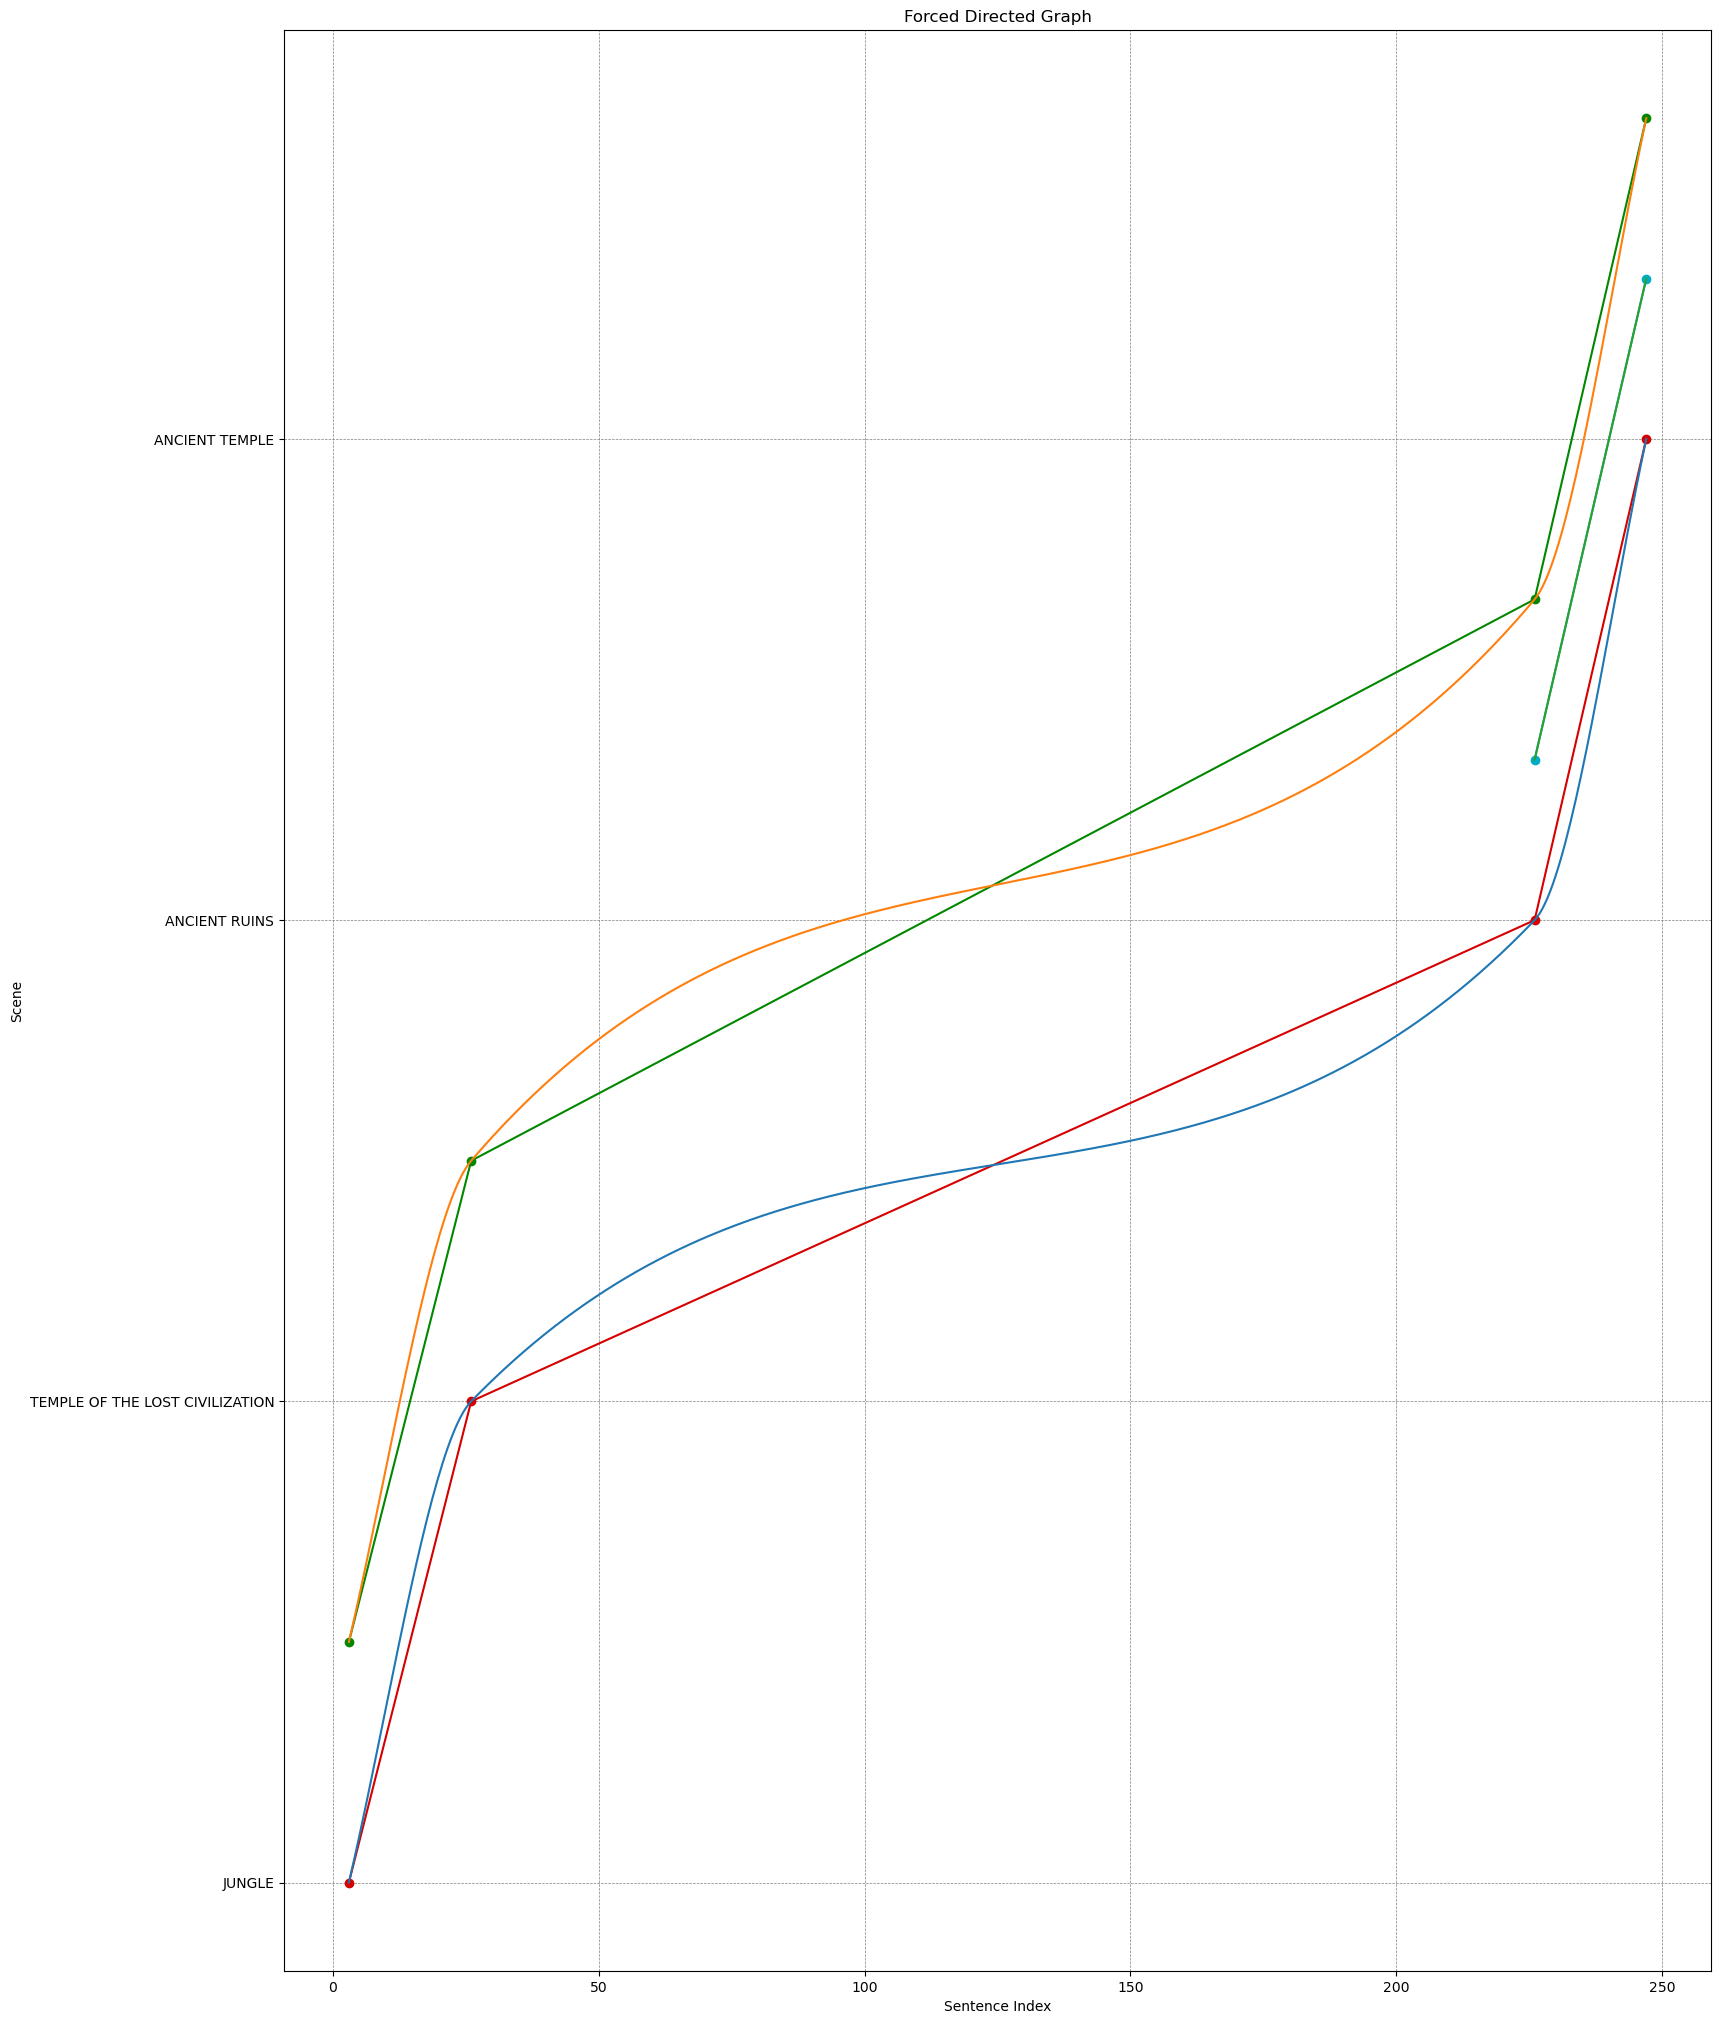 Forced Directed Graph
ANCIENT TEMPLE
ANCIENT RUINS
Scene
TEMPLE OF THE LOST CIVILIZATION
JUNGLE
0 50 100 150 200 250
Sentence Index